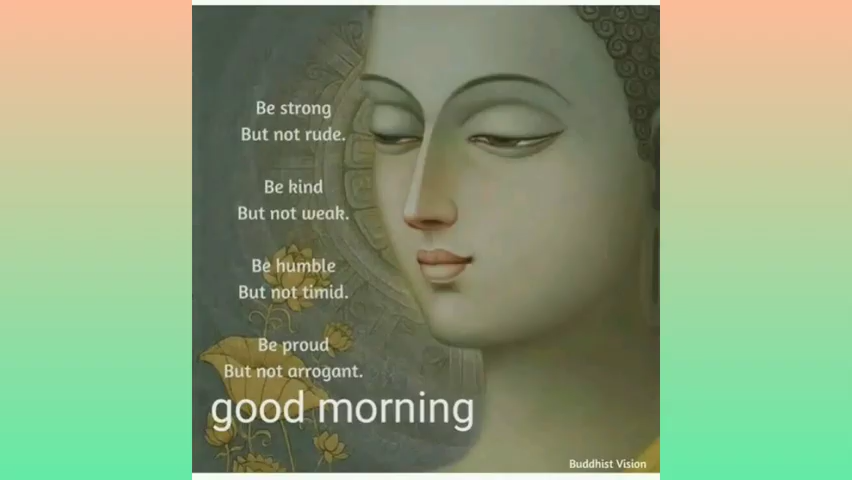 Be strong
But not rude.
Be kind
But not weak.
Be humble
But not timid.
Be proud
But not arrogant.
good morning
Buddhist Vision